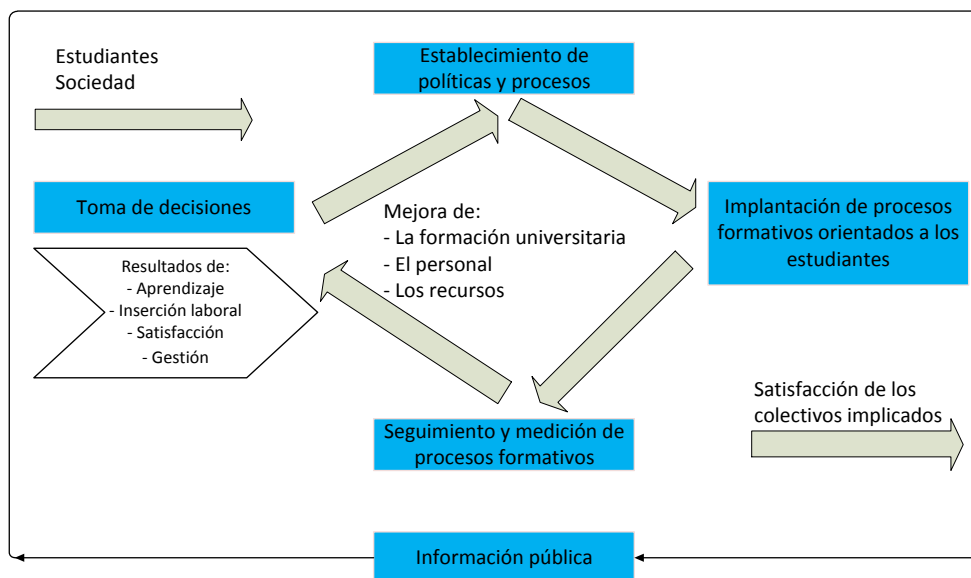 Estudiantes
Sociedad
Establecimiento de
políticas y procesos
Toma de decisiones
Mejora de:
- La formación universitaria
- El personal
- Los recursos
Implantación de procesos
formativos orientados a los
estudiantes
Resultados de:
- Aprendizaje
- Inserción laboral
- Satisfacción
- Gestión
Satisfacción de los
colectivos implicados
Seguimiento y medición de
procesos formativos
Información pública